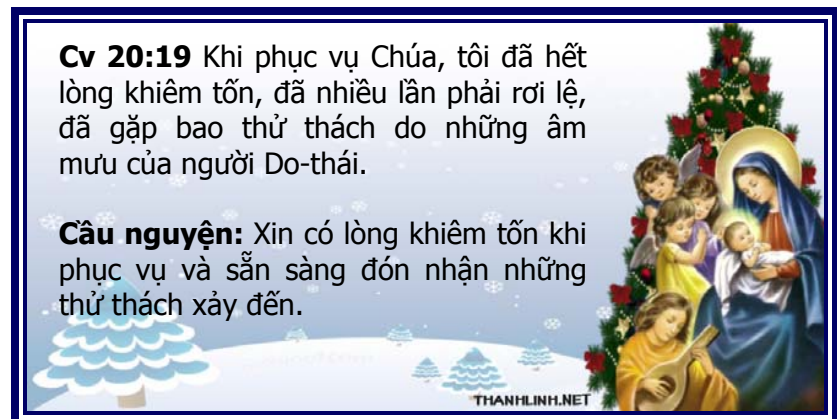 Cv 20:19 Khi phục vụ Chúa, tôi đã hết
lòng khiêm tốn, đã nhiều lần phải rơi lệ,
đã gặp bao thử thách do những âm
mưu của người Do-thái.
Cầu nguyện: Xin có lòng khiêm tốn khi
phục vụ và sẵn sàng đón nhận những
thử thách xảy đến.
THANHLINH.NET